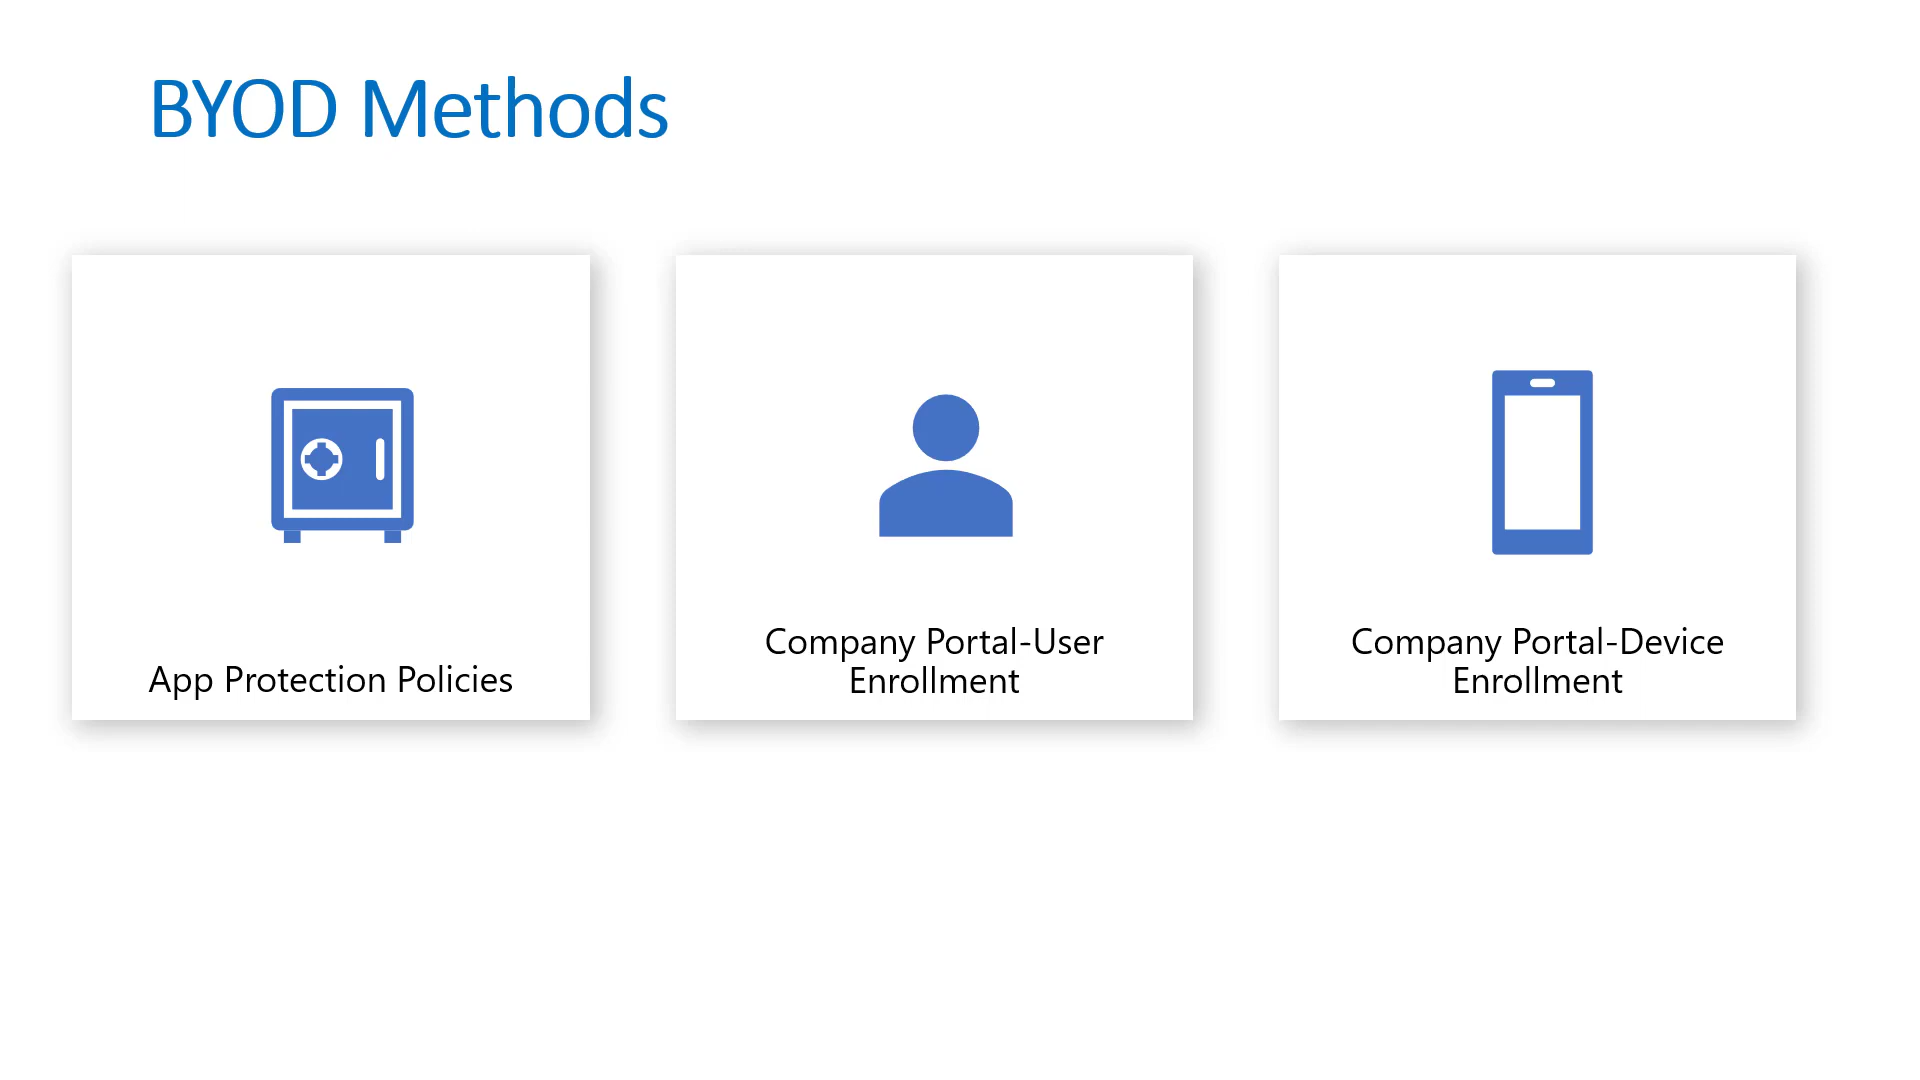 BYOD Methods
App Protection Policies
Company Portal-User
Enrollment
Company Portal-Device
Enrollment